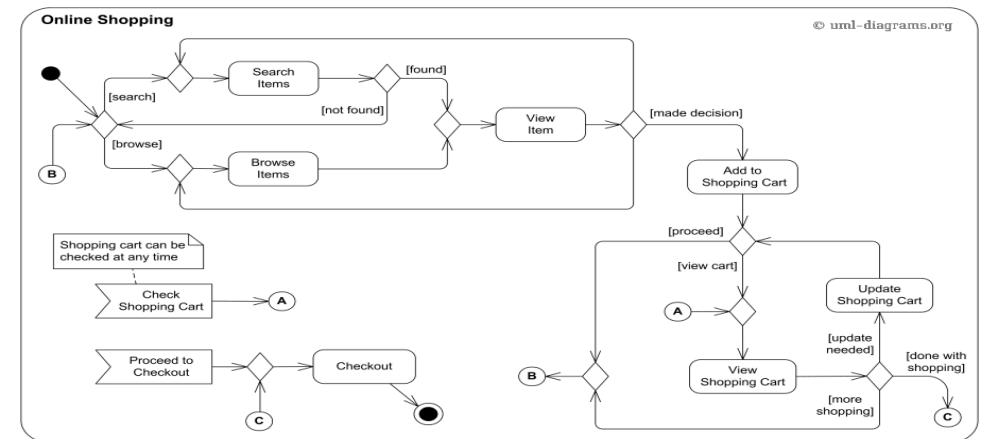 Online Shopping
© uml-diagrams.org
Search
Items
[found]
[search]
[not found]
[made decision]
View
Item
[browse]
B
Browse
Items
Add to
Shopping Cart
[proceed]
Shopping cart can be
checked at any time
[view cart]
Check
Shopping Cart
A
A
Update
Shopping Cart
[update
needed]
[done with
shopping]
Proceed to
Checkout
Checkout
B
View
Shopping Cart
[more
shopping]
C
C